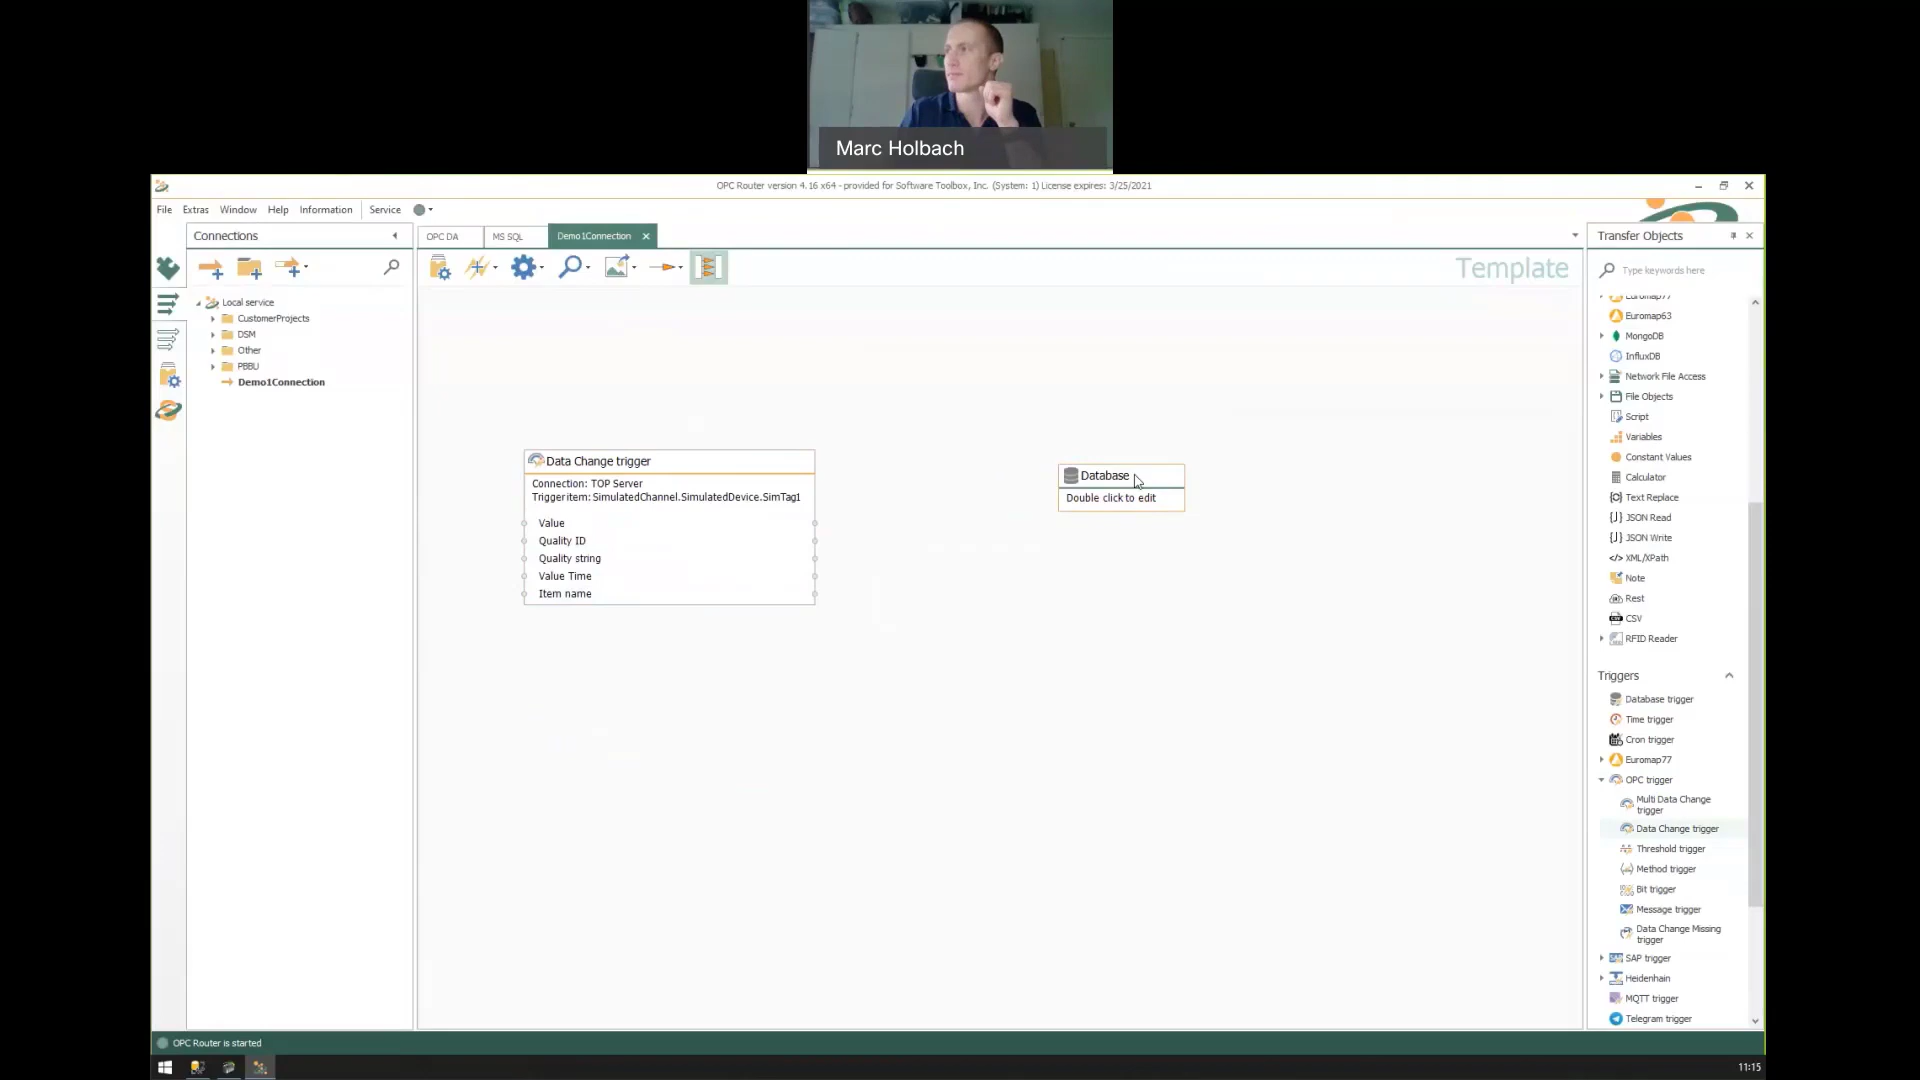 Marc Holbach
OPC Router version 4.16 x64 - provided for Software Toolbox, Inc. (System: 1) License expires: 3/25/2021
File Extras Window Help Information Service
Connections
OPC DA
MS SQL
Demo1Connection
Transfer Objects
Template
Type keywords here
Local service
CustomerProjects
DSM
Other
PBBU
Demo1Connection
Data Change trigger
Connection: TOP Server
Triggeritem: SimulatedChannel.SimulatedDevice.SimTag1
Value
Quality ID
Quality string
Value Time
Item name
Database
Double click to edit
Euromap77
Euromap63
MongoDB
InfluxDB
Network File Access
File Objects
Script
Variables
Constant Values
Calculator
Text Replace
JSON Read
JSON Write
XML/XPath
Note
Rest
CSV
RFID Reader
Triggers
Database trigger
Time trigger
Cron trigger
Euromap77
OPC trigger
Multi Data Change
trigger
Data Change trigger
Threshold trigger
Method trigger
Bit trigger
Message trigger
Data Change Missing
trigger
SAP trigger
Heidenhain
MQTT trigger
Telegram trigger
OPC Router is started
11:15